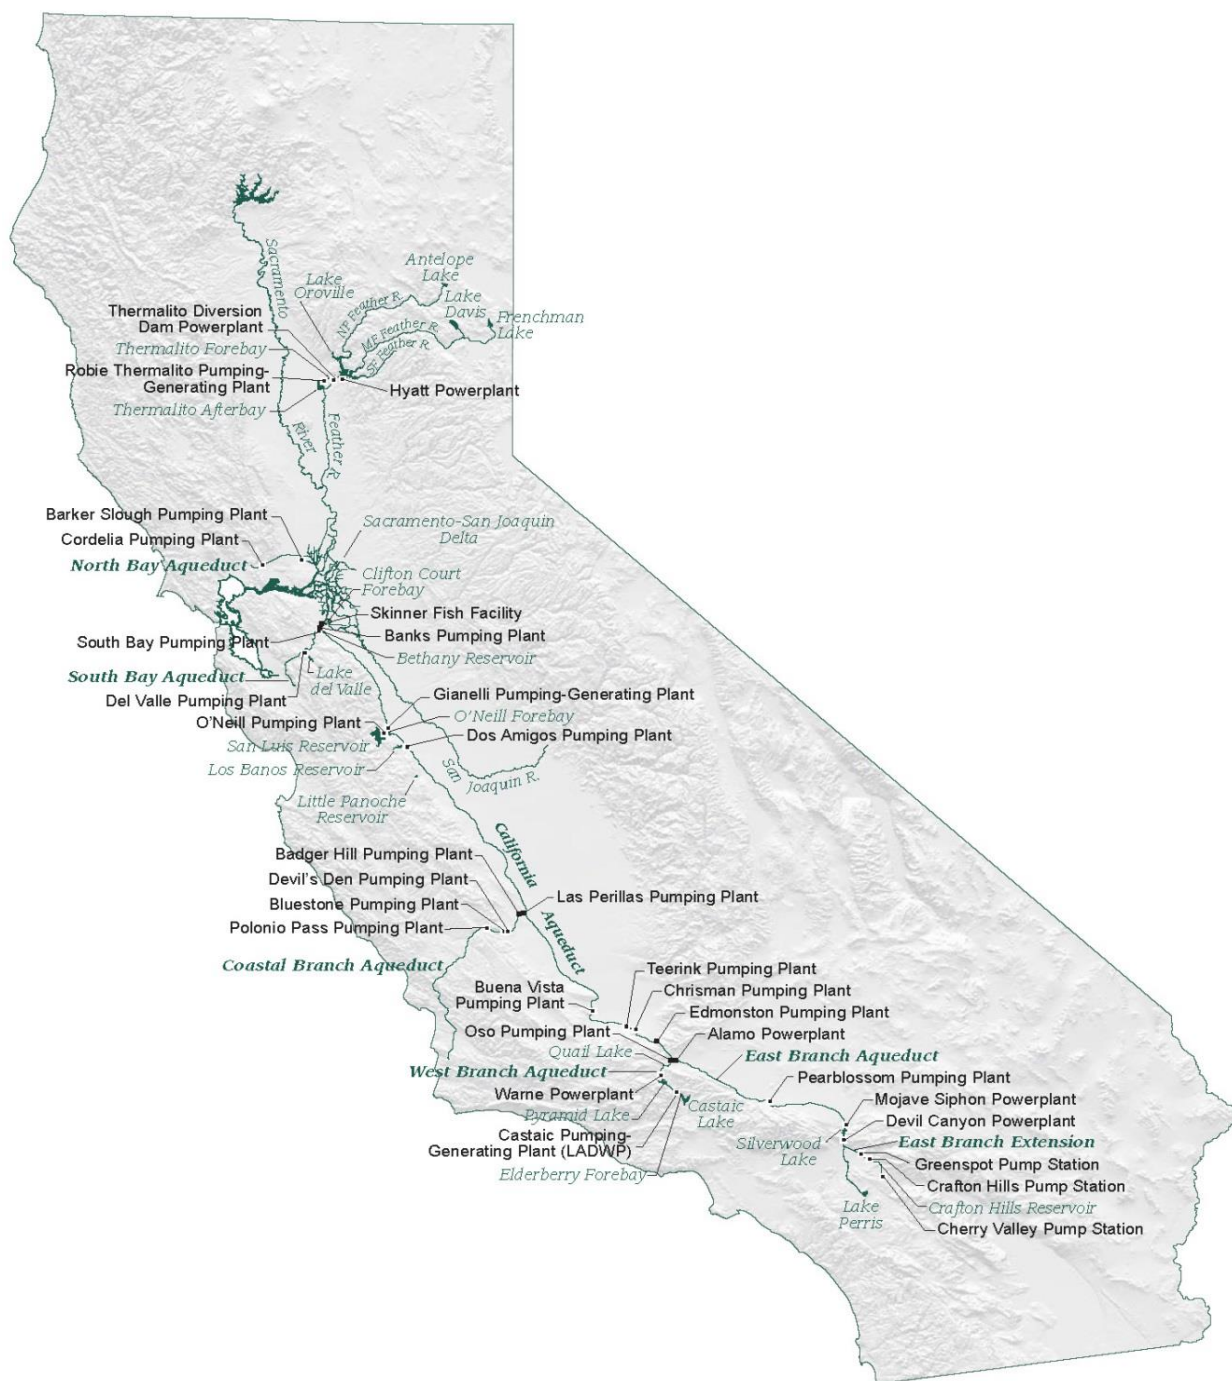 Sacramento
River
Lake
Oroville
Antelope
Lake
Lake
Davis
Frenchman
Lake
NF Feather R.
MF Feather R.
SF Feather R.
Thermalito Diversion
Dam Powerplant
Thermalito Forebay
Robie Thermalito Pumping-
Generating Plant
Thermalito Afterbay
Hyatt Powerplant
Feather R.
Barker Slough Pumping Plant
Cordelia Pumping Plant
North Bay Aqueduct
Sacramento-San Joaquin
Delta
Clifton Court
Forebay
Skinner Fish Facility
Banks Pumping Plant
Bethany Reservoir
South Bay Pumping Plant
South Bay Aqueduct
Lake
del Valle
Del Valle Pumping Plant
Gianelli Pumping-Generating Plant
O'Neill Pumping Plant
O'Neill Forebay
Dos Amigos Pumping Plant
San Luis Reservoir
Los Banos Reservoir
San
Joaquin R.
Little Panoche
Reservoir
California
Aqueduct
Badger Hill Pumping Plant
Devil's Den Pumping Plant
Bluestone Pumping Plant
Polonio Pass Pumping Plant
Las Perillas Pumping Plant
Coastal Branch Aqueduct
Buena Vista
Pumping Plant
Teerink Pumping Plant
Chrisman Pumping Plant
Edmonston Pumping Plant
Oso Pumping Plant
Alamo Powerplant
Quail Lake
East Branch Aqueduct
West Branch Aqueduct
Pearblossom Pumping Plant
Warne Powerplant
Pyramid Lake
Castaic
Lake
Mojave Siphon Powerplant
Devil Canyon Powerplant
Castaic Pumping-
Generating Plant (LADWP)
Silverwood
Lake
East Branch Extension
Elderberry Forebay
Greenspot Pump Station
Crafton Hills Pump Station
Crafton Hills Reservoir
Lake
Perris
Cherry Valley Pump Station